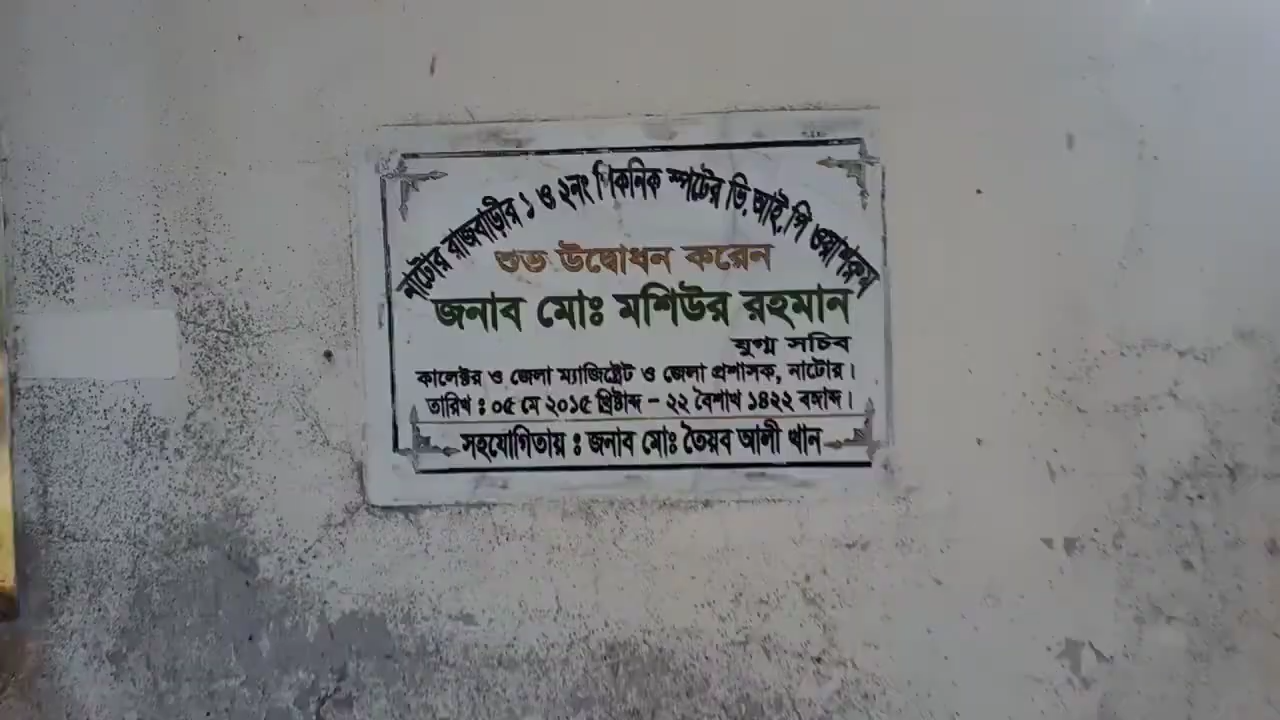 নাটোর রাজবাড়ীর ১ ও ২নং পিকনিক স্পটের ভি.আই.পি ওয়াশরুম
শুভ উদ্বোধন করেন
জনাব মোঃ মশিউর রহমান
যুগ্ম সচিব
কালেক্টর ও জেলা ম্যাজিষ্ট্রেট ও জেলা প্রশাসক, নাটোর।
তারিখ : ০৫ মে ২০১৫ খ্রিষ্টাব্দ - ২২ বৈশাখ ১৪২২ বঙ্গাব্দ।
সহযোগিতায় : জনাব মোঃ তৈয়ব আলী খান